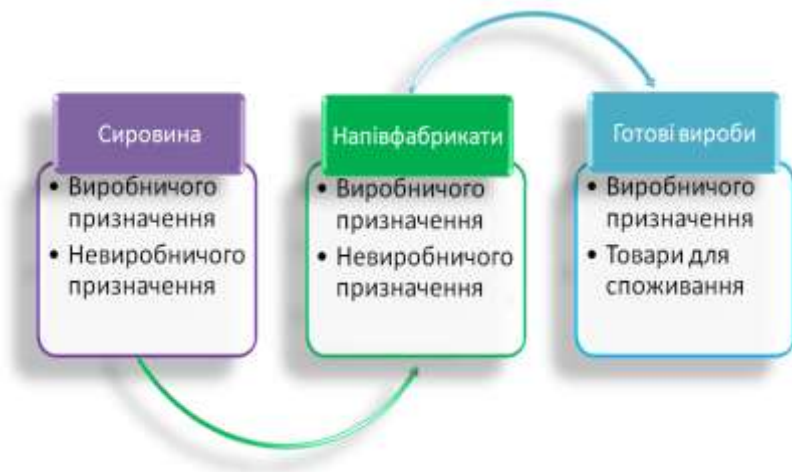 Сировина
• Виробничого
призначення
• Невиробничого
призначення
Напівфабрикати
• Виробничого
призначення
• Невиробничого
призначення
Готові вироби
• Виробничого
призначення
• Товари для
споживання